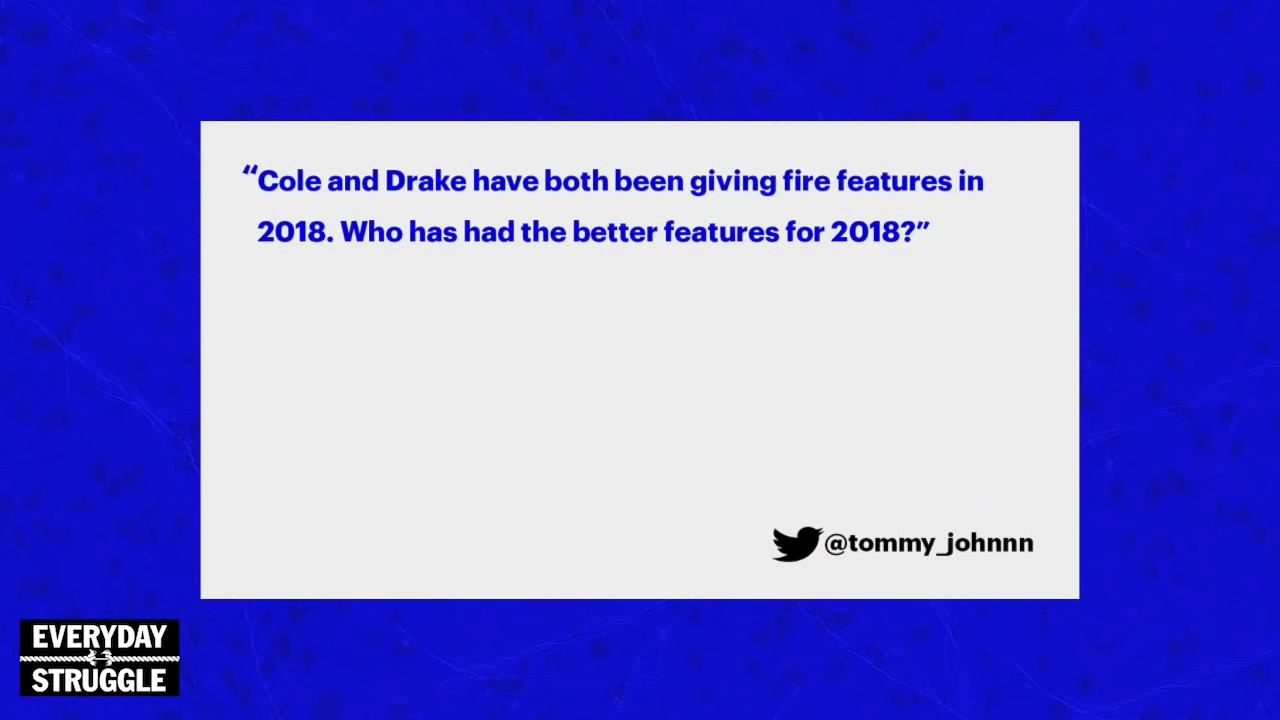 “Cole and Drake have both been giving fire features in
2018. Who has had the better features for 2018?”
@tommy_johnnn
EVERYDAY
STRUGGLE